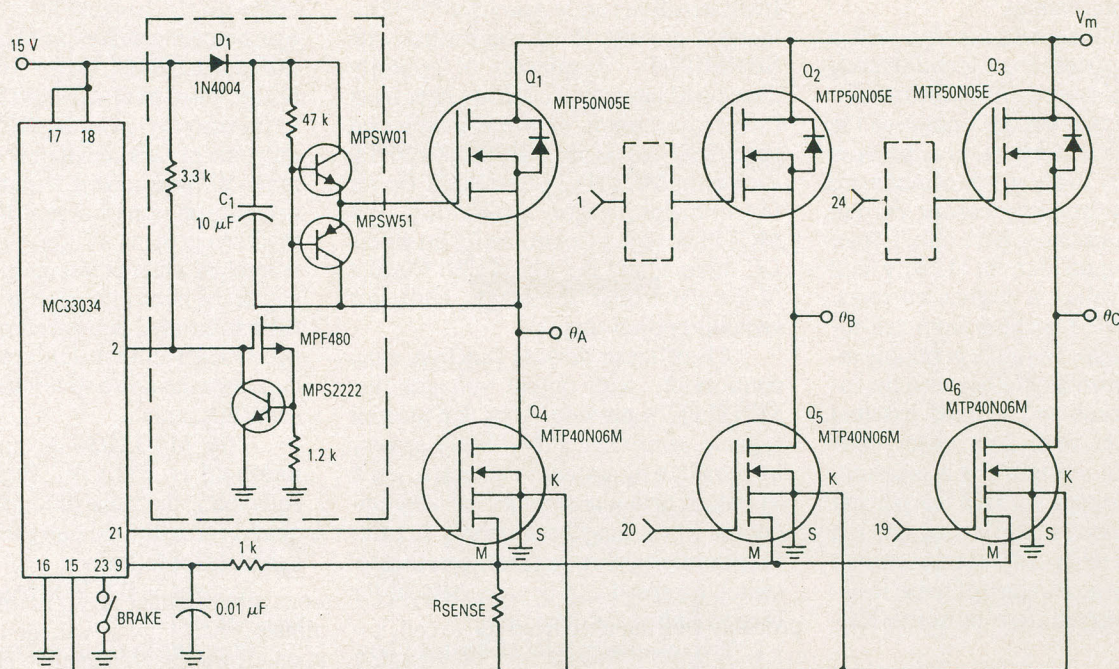 15 V
D1
1N4004
17 18
3.3 k
C1
10 μF
47 k
MPSW01
MPSW51
Q1
MTP50N05E
Q2
MTP50N05E
Q3
MTP50N05E
Vm
1
24
MC33034
2
MPF480
MPS2222
1.2 k
θA
θB
θC
Q4
MTP40N06M
Q5
MTP40N06M
Q6
MTP40N06M
K
S
M
K
S
M
K
S
M
21
20
19
16 15 23 9
1 k
BRAKE
0.01 μF
RSENSE